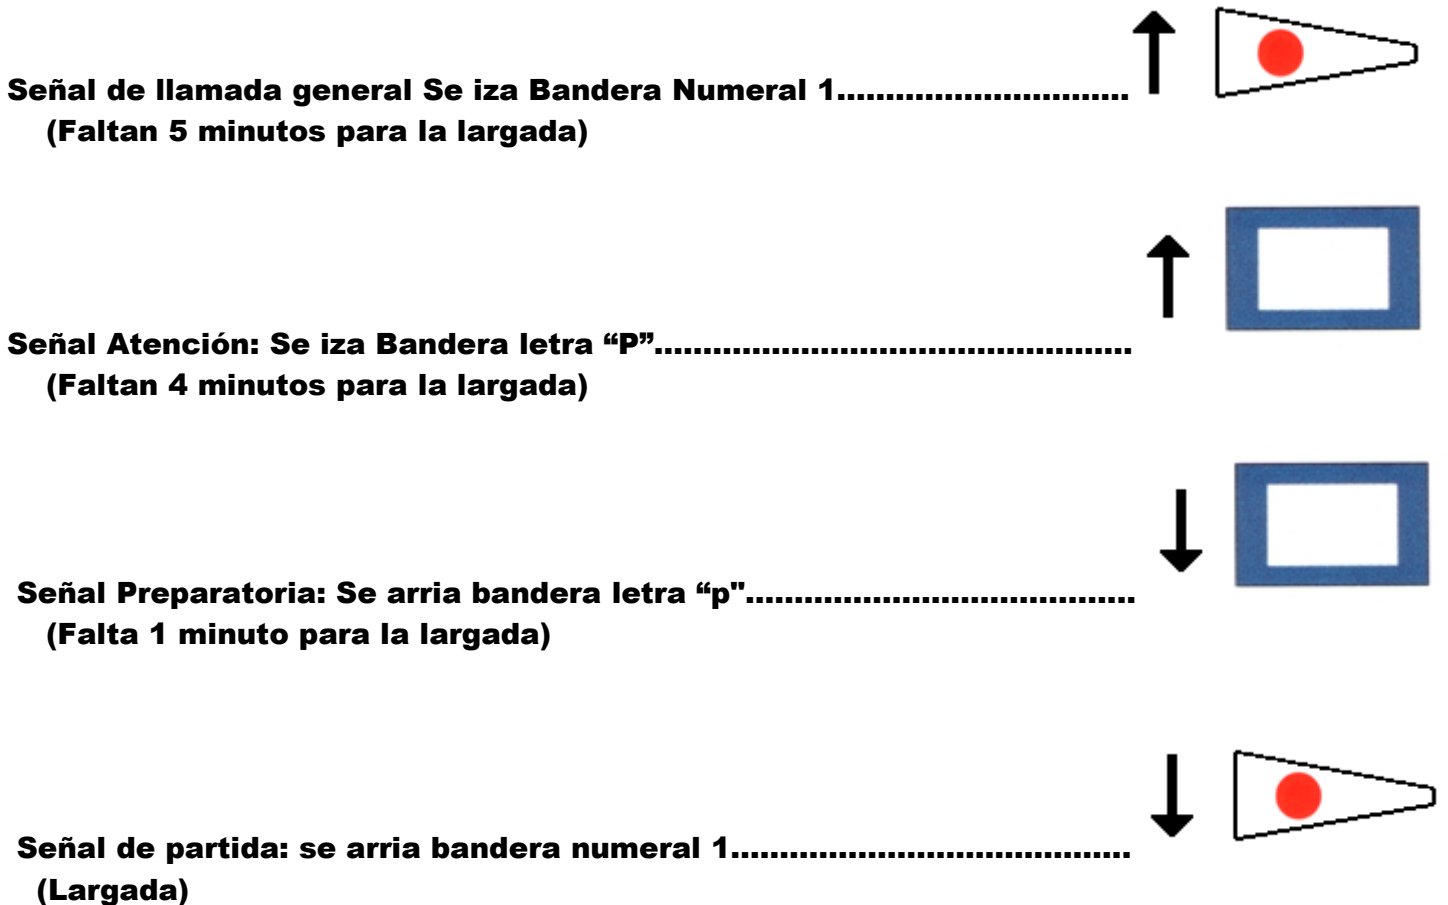 Señal de llamada general Se iza Bandera Numeral 1..............................
(Faltan 5 minutos para la largada)
Señal Atención: Se iza Bandera letra “P”.................................................
(Faltan 4 minutos para la largada)
Señal Preparatoria: Se arria bandera letra “p"........................................
(Falta 1 minuto para la largada)
Señal de partida: se arria bandera numeral 1.........................................
(Largada)